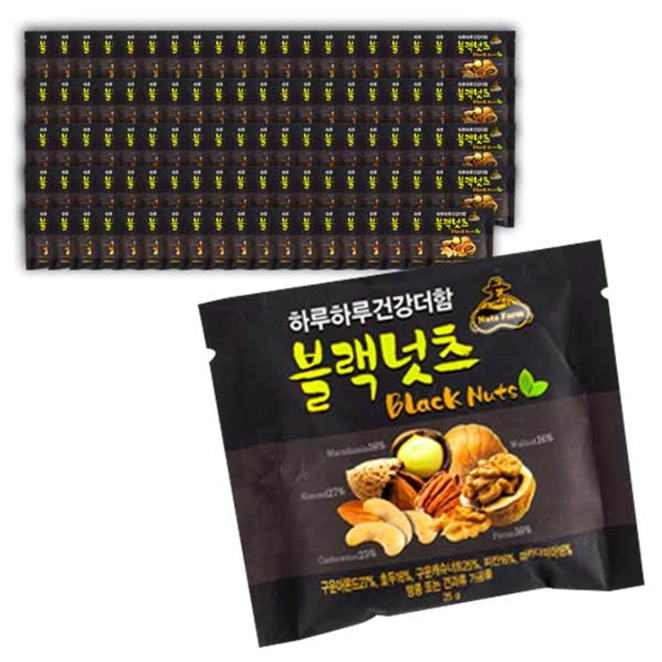 하루하루건강더함
블랙넛츠
Black Nuts
Nuts Farm
Macadamia16%
Walnut16%
Almond27%
Pecan16%
Cashewnut25%
구운아몬드27%, 호두16%, 구운캐슈너트25%, 피칸16%, 마카다미아16%
땅콩 또는 견과류 가공품
25 g